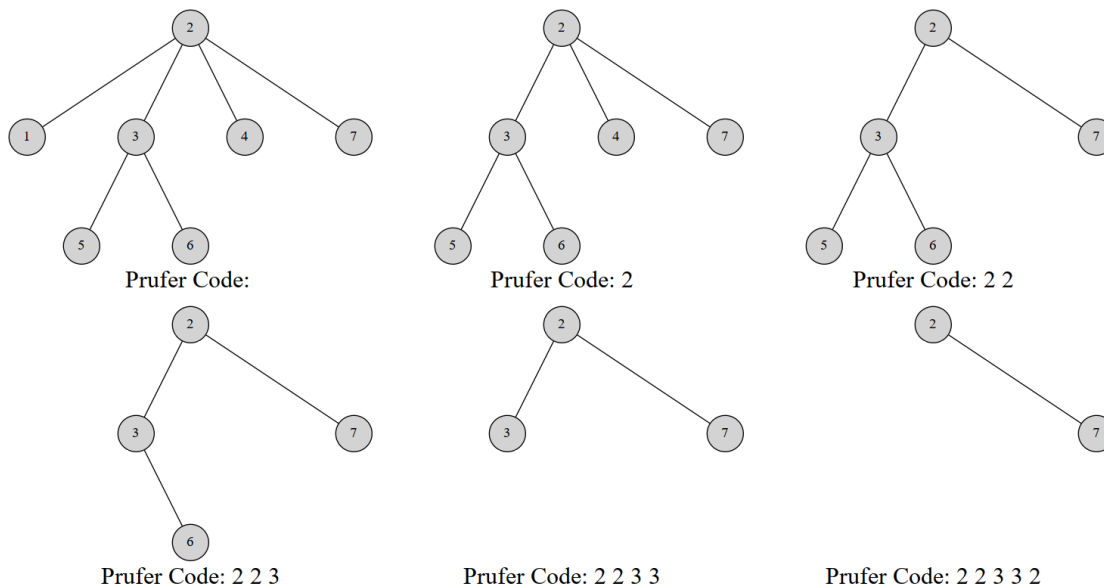 2 2 2
1 3 4 7 3 4 7 3 7
5 6 5 6 5 6
Prufer Code: Prufer Code: 2 Prufer Code: 2 2
2 2 2
3 7 3 7 7
6
Prufer Code: 2 2 3 Prufer Code: 2 2 3 3 Prufer Code: 2 2 3 3 2